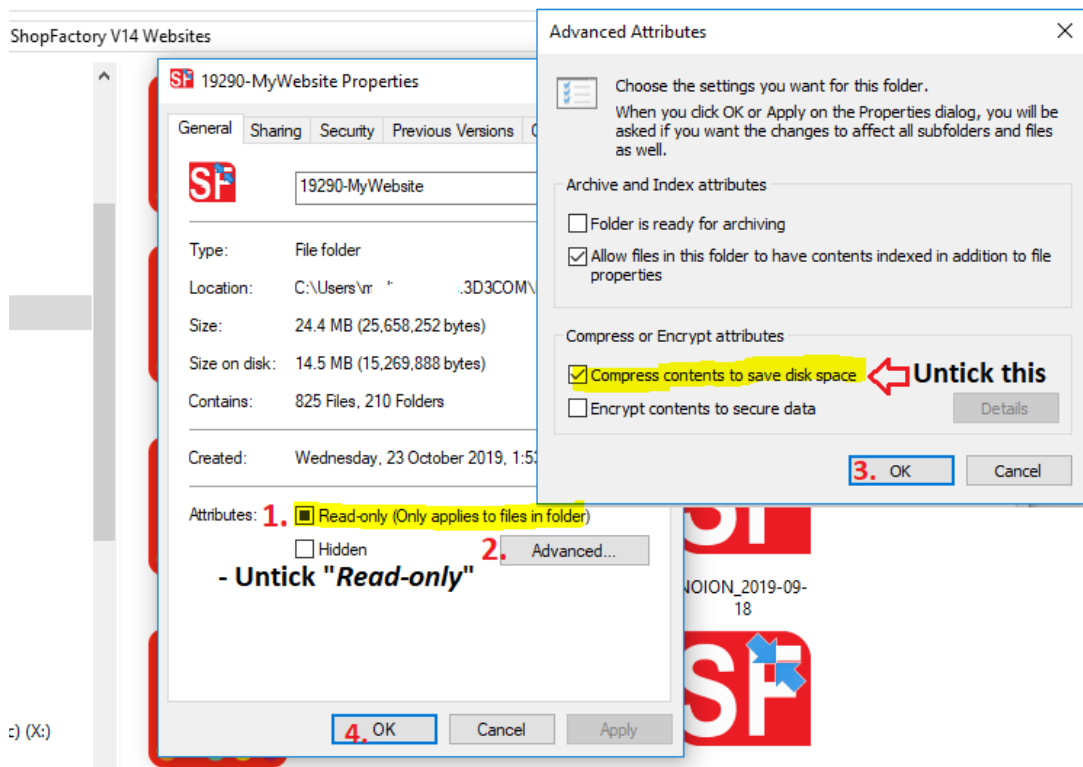 ShopFactory V14 Websites
SF 19290-MyWebsite Properties
General Sharing Security Previous Versions
SF 19290-MyWebsite
Type: File folder
Location: .3D3COM\
Size: 24.4 MB (25,658,252 bytes)
Size on disk: 14.5 MB (15,269,888 bytes)
Contains: 825 Files, 210 Folders
Created: Wednesday, 23 October 2019,
Attributes: 1. Read-only (Only applies to files in folder)
Hidden 2. Advanced...
- Untick "Read-only"
4. OK Cancel Apply
Advanced Attributes
Choose the settings you want for this folder.
When you click OK or Apply on the Properties dialog, you will be
asked if you want the changes to affect all subfolders and files
as well.
Archive and Index attributes
Folder is ready for archiving
Allow files in this folder to have contents indexed in addition to file
properties
Compress or Encrypt attributes
Compress contents to save disk space Untick this
Encrypt contents to secure data Details
3. OK Cancel
SF
18
SF
(X:)